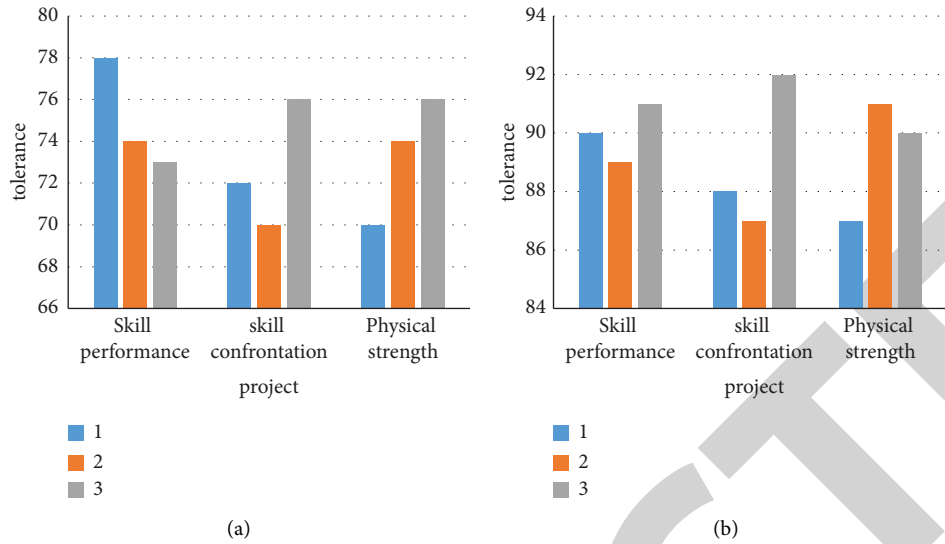 80
78
76
74
72
70
68
66
tolerance
Skill
performance
skill
confrontation
Physical
strength
project
1
2
3
(a)
94
92
90
88
86
84
tolerance
Skill
performance
skill
confrontation
Physical
strength
project
1
2
3
(b)